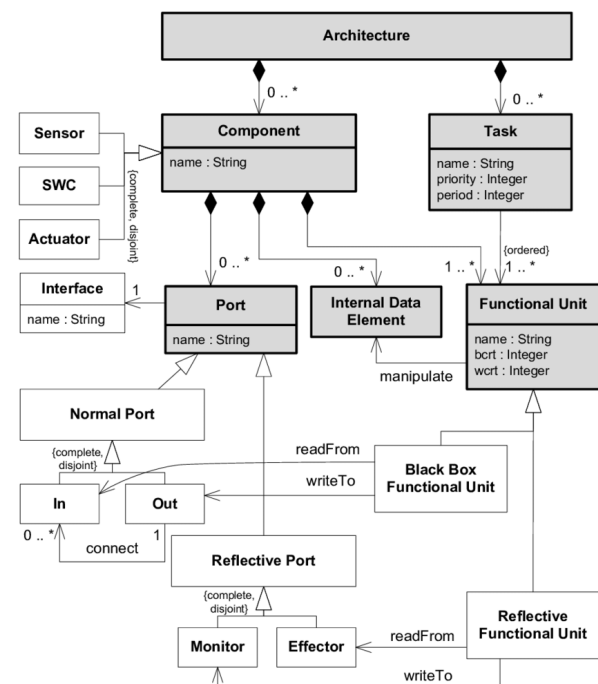 Architecture
0 .. *
0 .. *
Sensor
SWC
Actuator
{complete,
disjoint}
Component
name : String
Task
name : String
priority : Integer
period : Integer
0 .. *
0 .. *
1 .. *
{ordered}
1 .. *
Interface
name : String
1
Port
name : String
Internal Data
Element
Functional Unit
name : String
bcrt : Integer
wcrt : Integer
manipulate
Normal Port
{complete,
disjoint}
In
Out
0 .. *
1
connect
readFrom
writeTo
Black Box
Functional Unit
Reflective Port
{complete,
disjoint}
Monitor
Effector
readFrom
writeTo
Reflective
Functional Unit